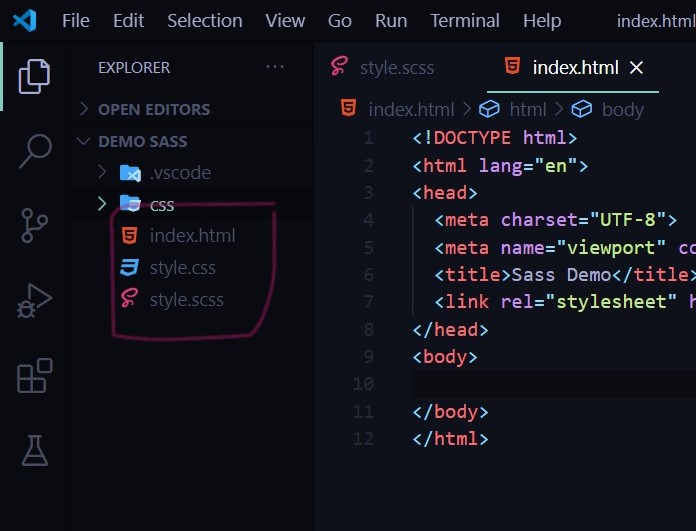 File Edit Selection View Go Run Terminal Help index.html
EXPLORER ...
style.scss index.html
OPEN EDITORS
index.html > html > body
DEMO SASS
.vscode
css
index.html
style.css
style.scss
1 <!DOCTYPE html>
2 <html lang="en">
3 <head>
4 <meta charset="UTF-8">
5 <meta name="viewport" co
6 <title>Sass Demo</title>
7 <link rel="stylesheet" h
8 </head>
9 <body>
10
11 </body>
12 </html>